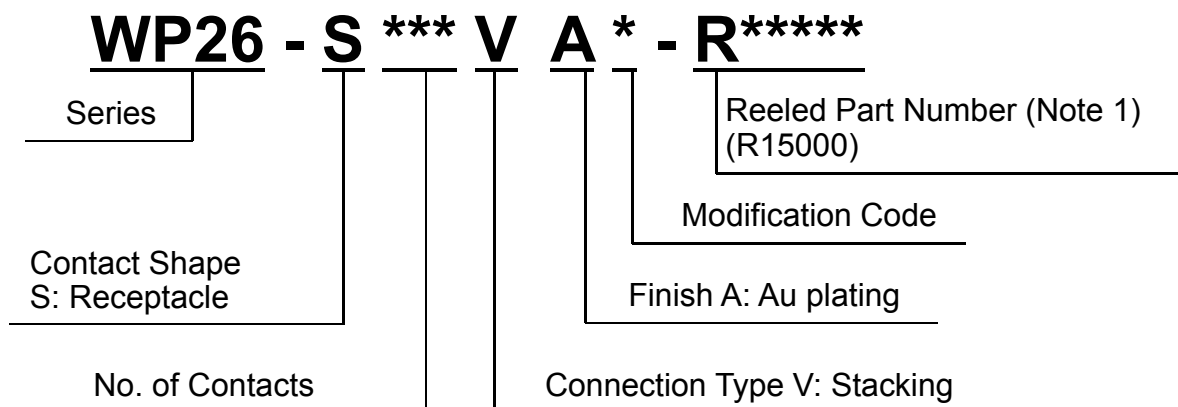 WP26 - S *** V A * - R*****
Series
Reeled Part Number (Note 1)
(R15000)
Modification Code
Contact Shape
S: Receptacle
Finish A: Au plating
No. of Contacts
Connection Type V: Stacking